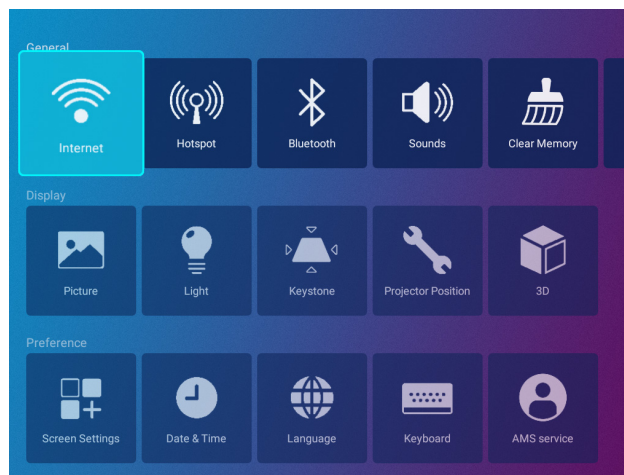 General
Internet
Hotspot
Bluetooth
Sounds
Clear Memory
Display
Picture
Light
Keystone
Projector Position
3D
Preference
Screen Settings
Date & Time
Language
Keyboard
AMS service